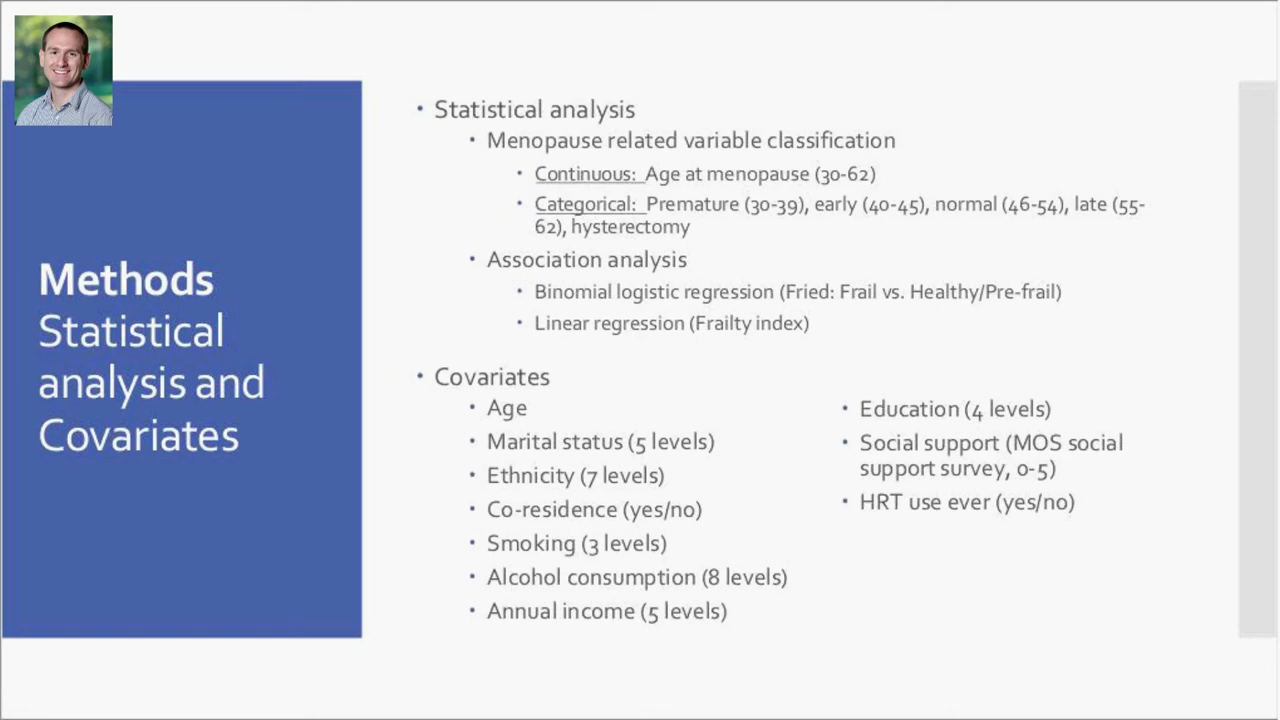 Methods
Statistical
analysis and
Covariates
• Statistical analysis
• Menopause related variable classification
• Continuous: Age at menopause (30-62)
• Categorical: Premature (30-39), early (40-45), normal (46-54), late (55-
62), hysterectomy
• Association analysis
• Binomial logistic regression (Fried: Frail vs. Healthy/Pre-frail)
• Linear regression (Frailty index)
• Covariates
• Age
• Marital status (5 levels)
• Ethnicity (7 levels)
• Co-residence (yes/no)
• Smoking (3 levels)
• Alcohol consumption (8 levels)
• Annual income (5 levels)
• Education (4 levels)
• Social support (MOS social
support survey, 0-5)
• HRT use ever (yes/no)